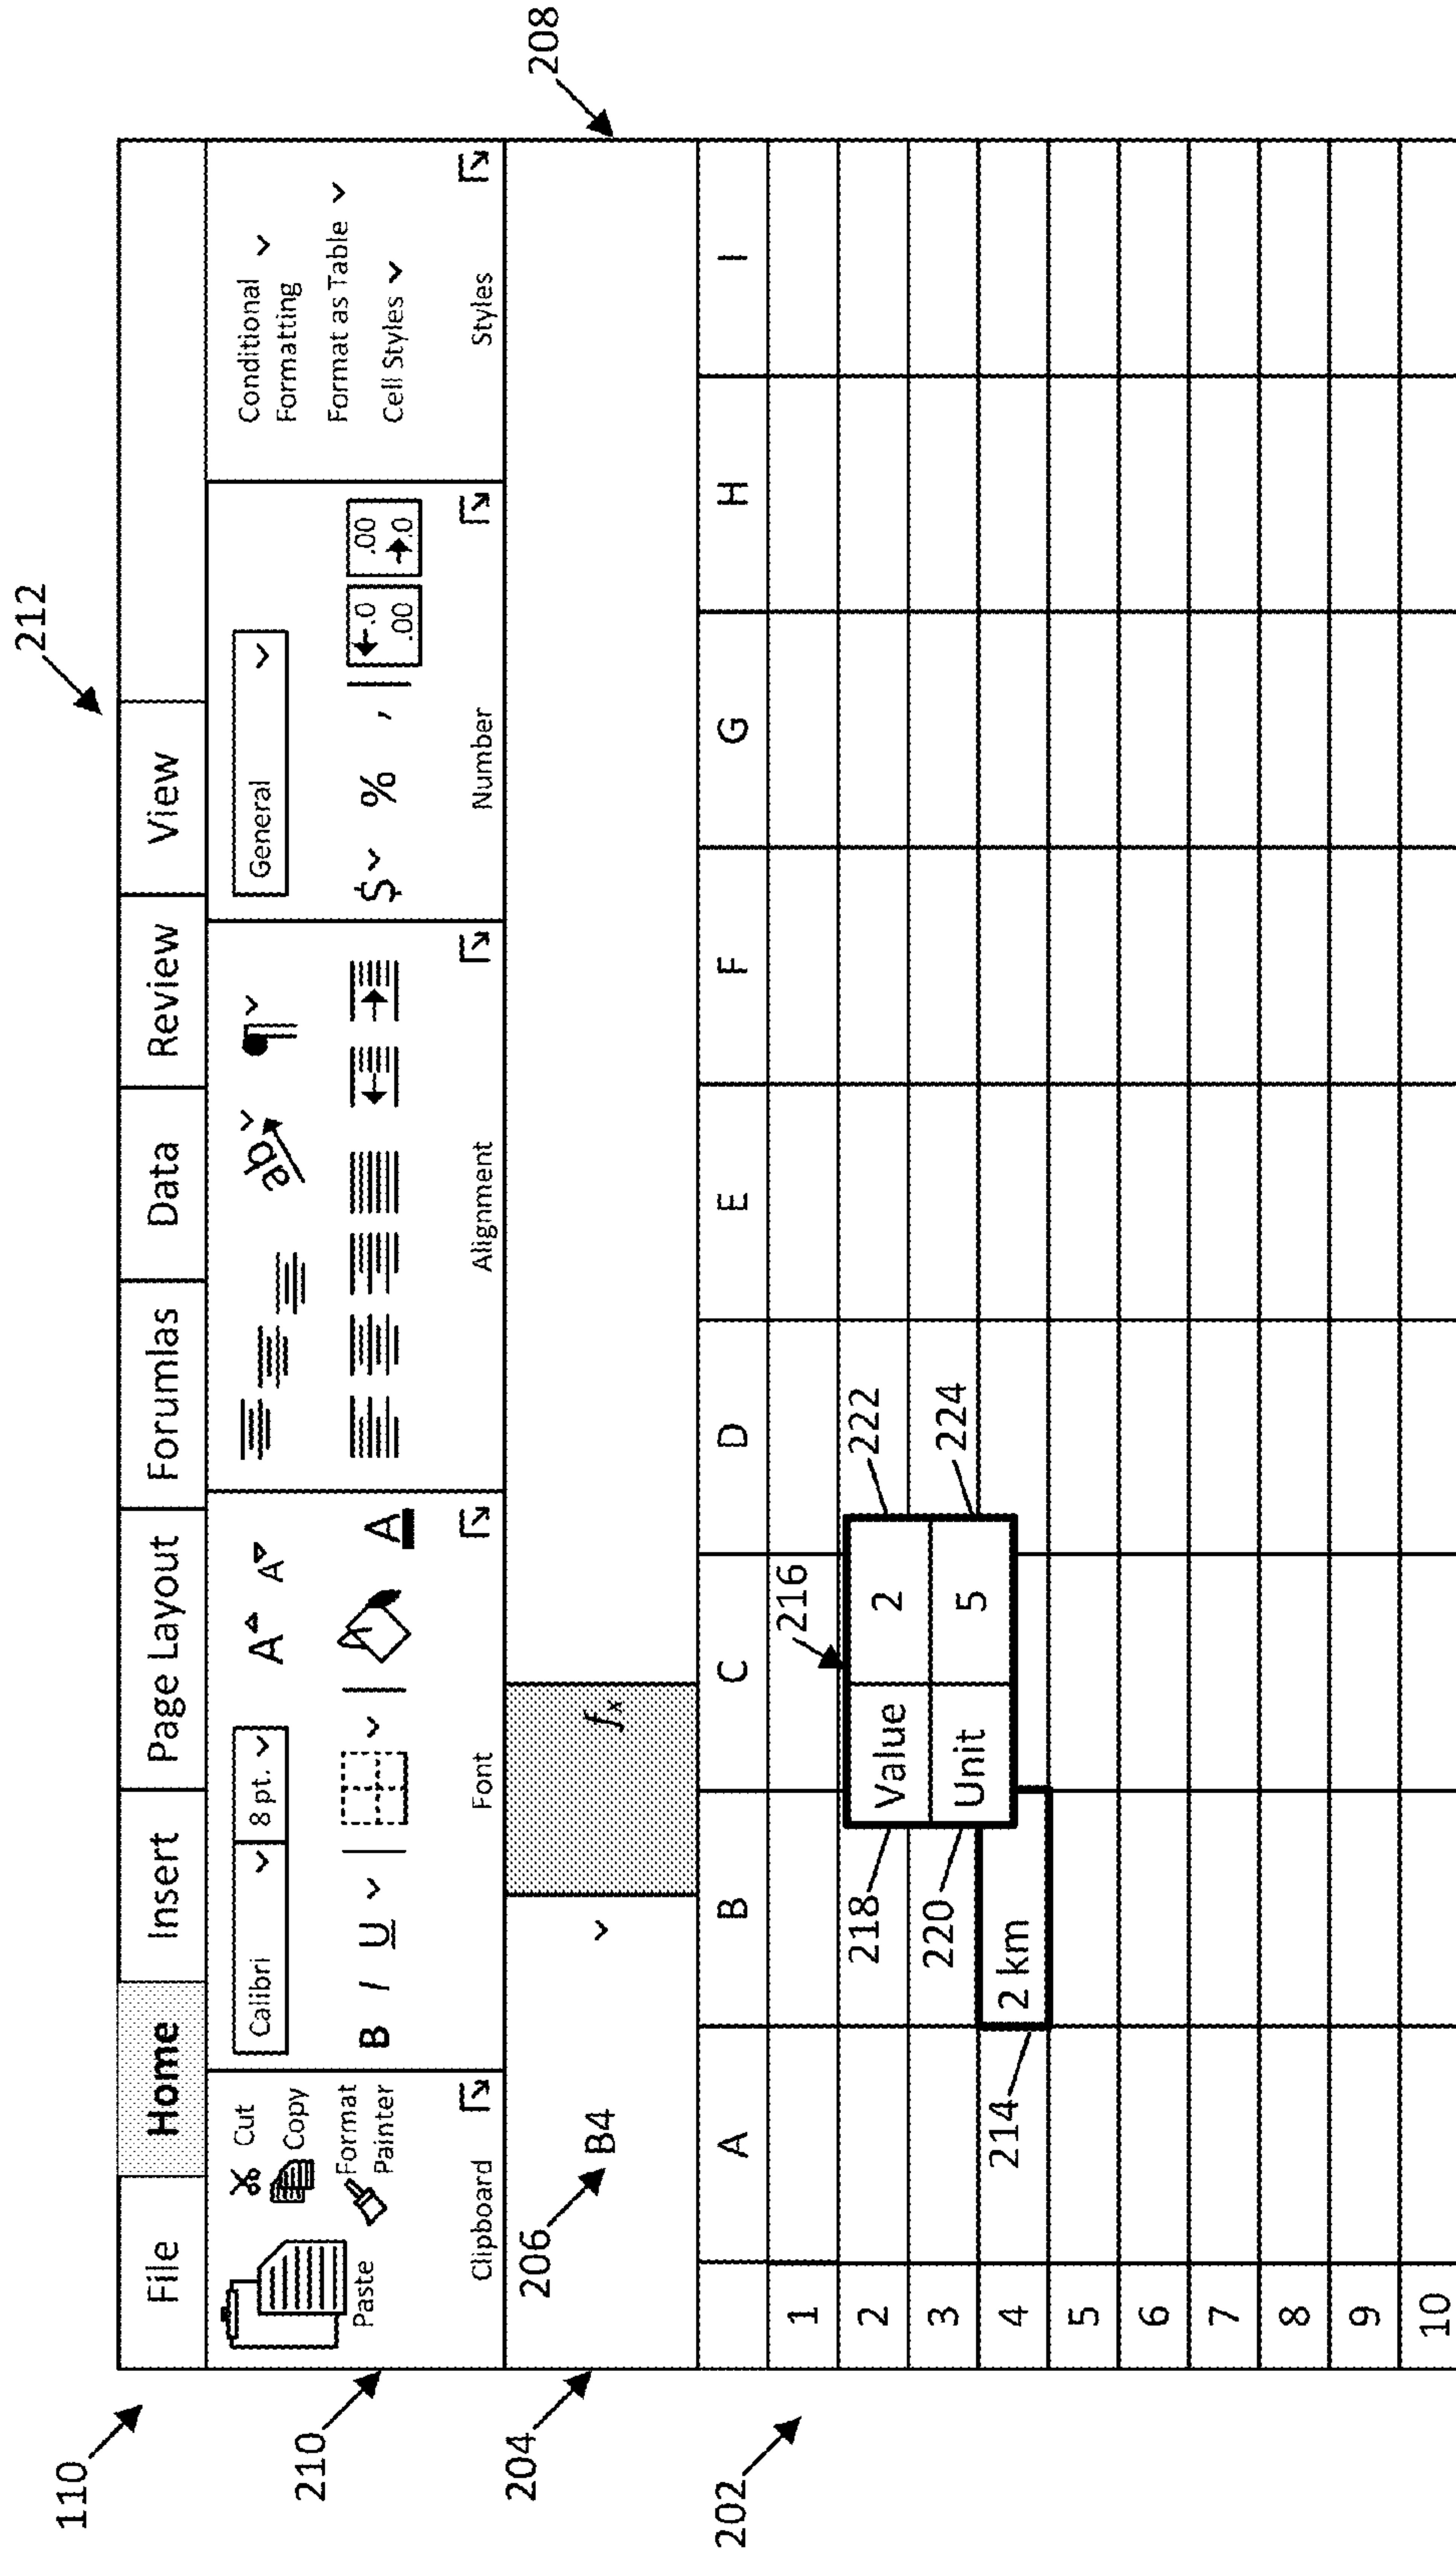 212
110
File Home Insert Page Layout Forumlas Data Review View
Cut
Copy
Format
Painter
Paste
Clipboard
Calibri 8 pt. A A
B I U A
Font
ab
Alignment
General
$ % , .0 .00 .00 .0
Number
Conditional
Formatting
Format as Table
Cell Styles
Styles
210
206
204
B4
fx
208
202
A B C D E F G H I
1
2
3
4
5
6
7
8
9
10
216
218
Value 2
222
220
Unit 5
224
214
2 km